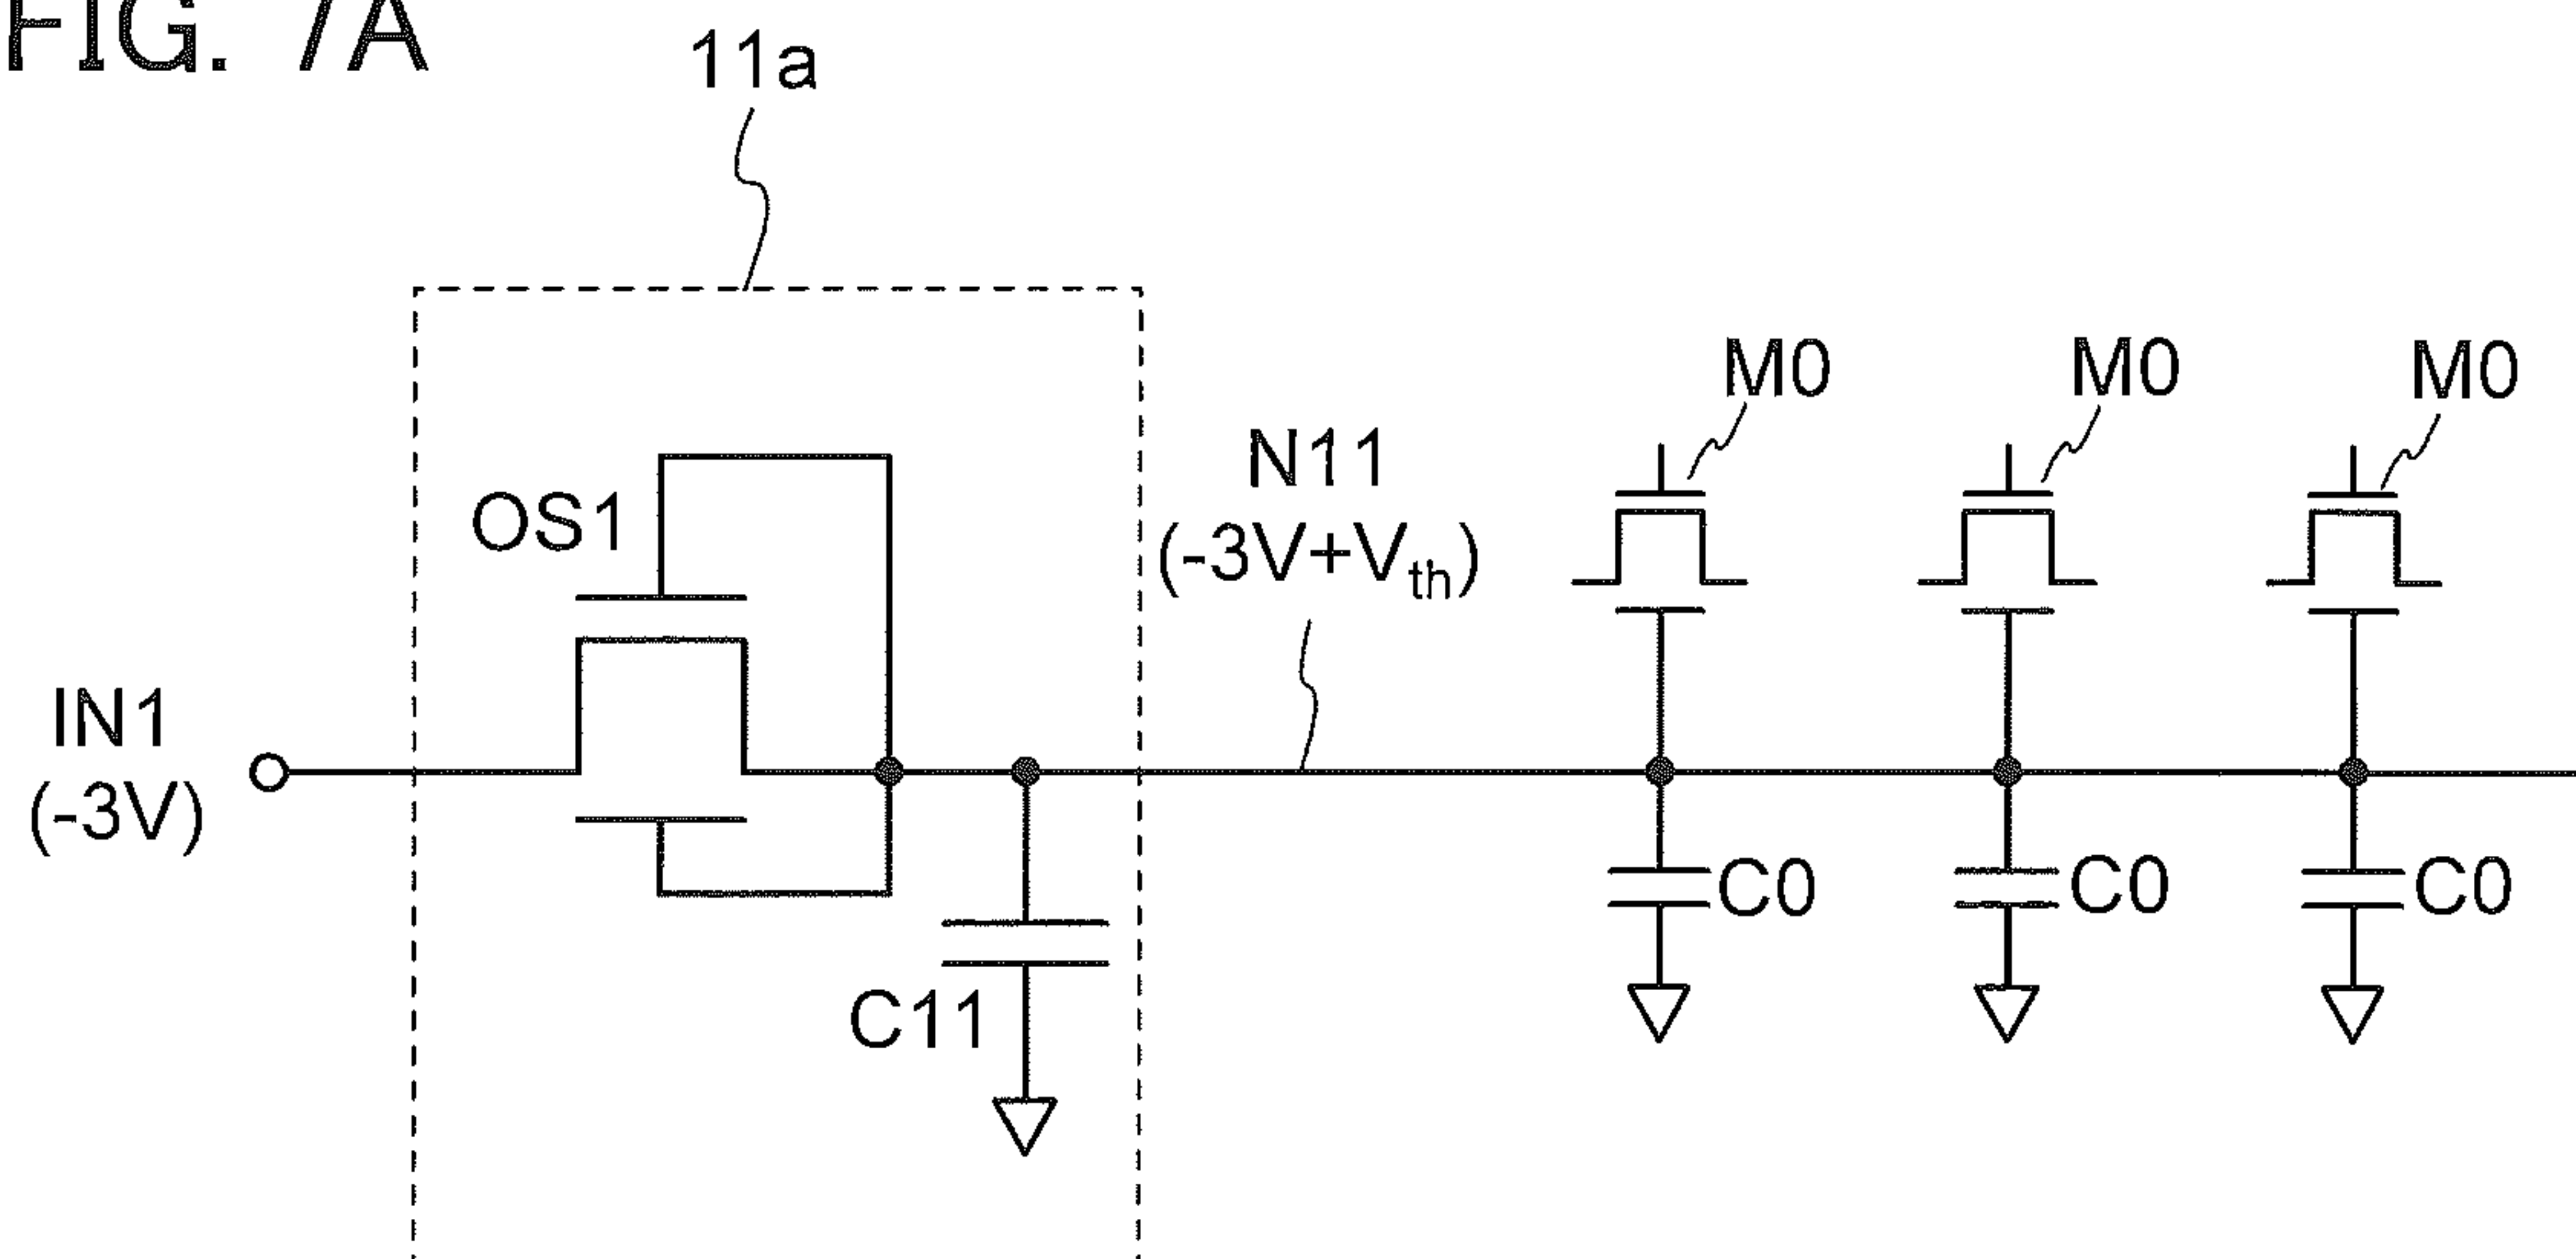 FIG. 7A
11a
M0
M0
M0
N11
(-3V+Vth)
OS1
IN1
(-3V)
C0
C0
C0
C11